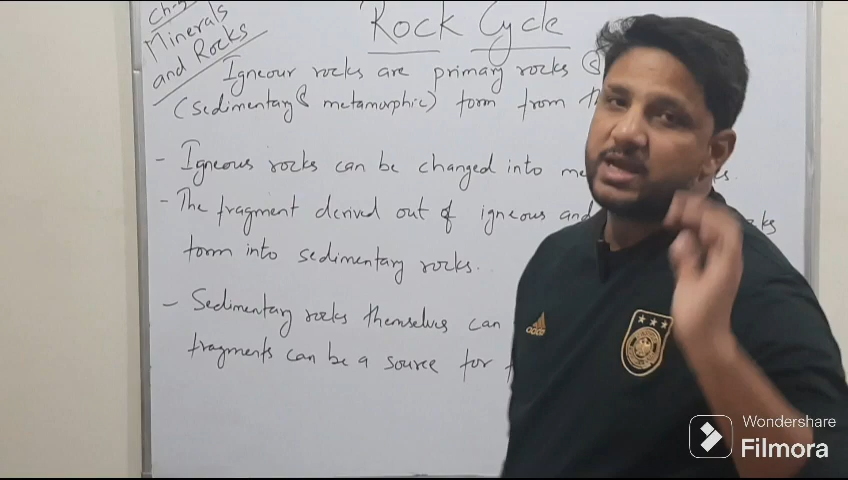 Ch-5
Minerals
and Rocks
Rock Cycle
Igneour rocks are primary rocks &
(sedimentary & metamorphic) form from
- Igneous rocks can be changed into
- The fragment derived out of igneous and
form into sedimentary rocks.
- Sedimentary rocks themselves can
fragments can be a source for
adidas
Wondershare
Filmora